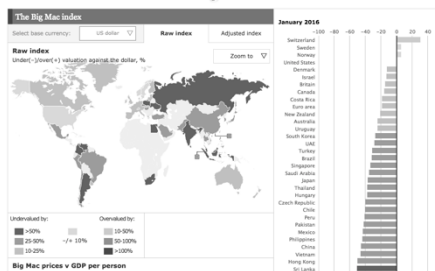 The Big Mac index
Select base currency: US dollar
Raw index
Adjusted index
Raw index
Under(-)/over(+) valuation against the dollar, %
Zoom to
Undervalued by:
Overvalued by:
>50%
10-50%
25-50%
-/+ 10%
50-100%
10-25%
>100%
Big Mac prices v GDP per person
January 2016
-100 -80 -60 -40 -20 0 20 40
Switzerland
Sweden
Norway
United States
Denmark
Israel
Britain
Canada
Costa Rica
Euro area
New Zealand
Australia
Uruguay
South Korea
UAE
Turkey
Brazil
Singapore
Saudi Arabia
Japan
Thailand
Hungary
Czech Republic
Chile
Peru
Pakistan
Mexico
Philippines
China
Vietnam
Hong Kong
Sri Lanka